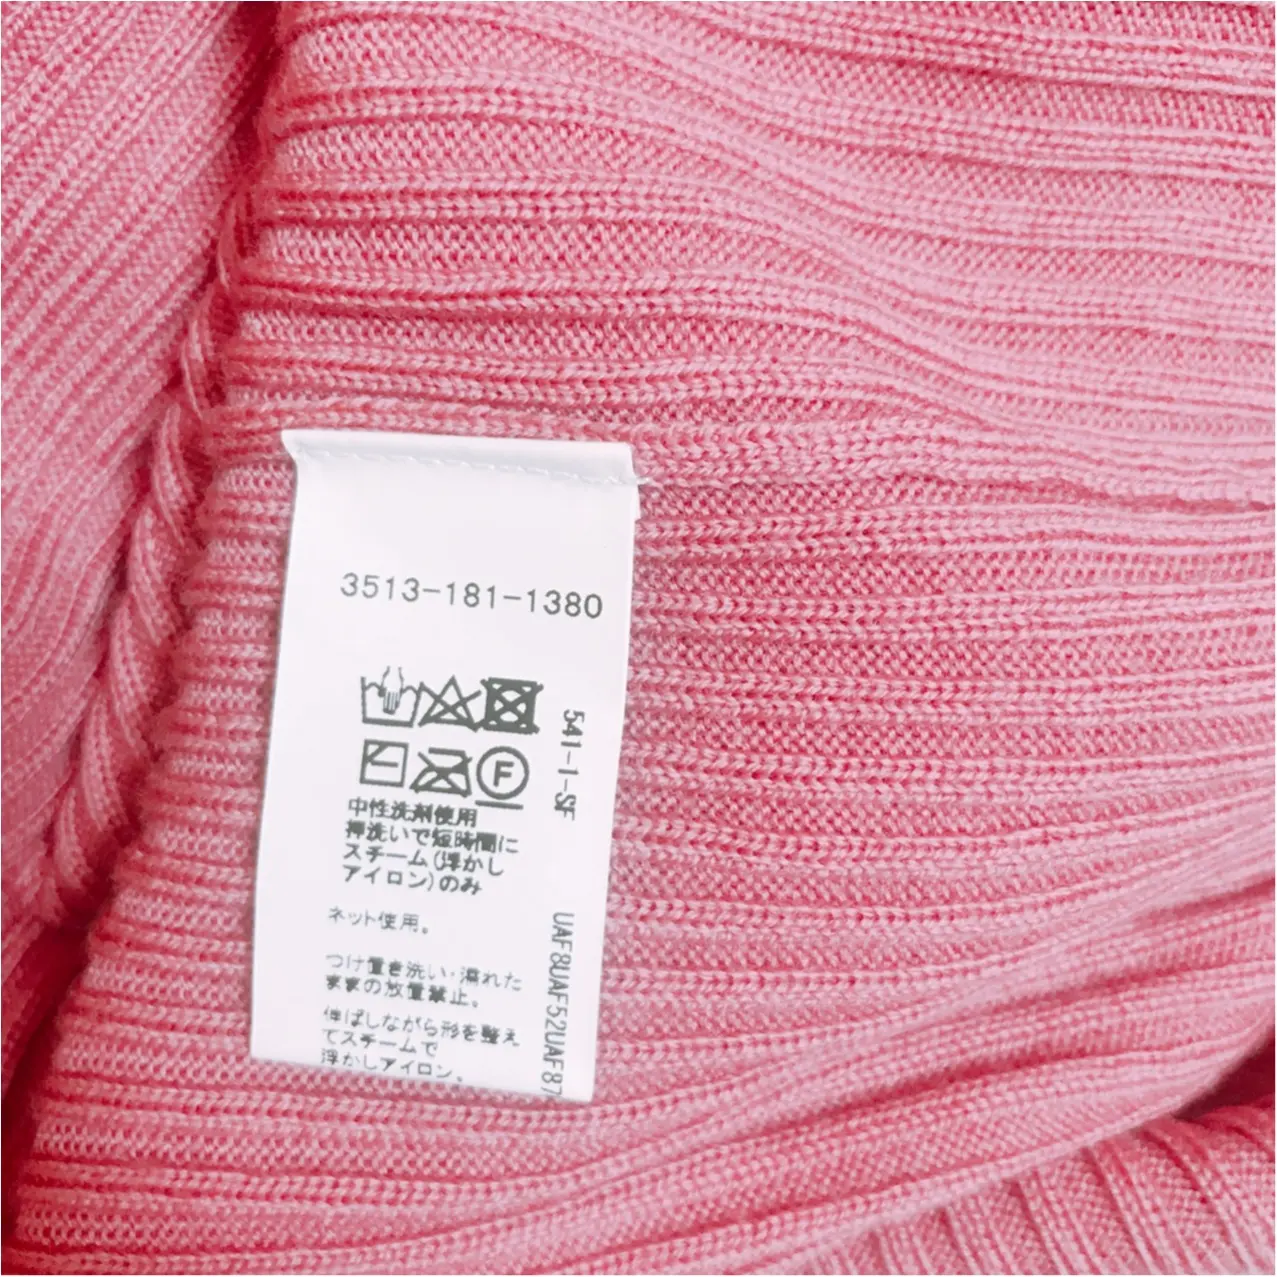 3513-181-1380
541-1-SF
F
中性洗剤使用
押洗いで短時間に
スチーム(浮かし
アイロン)のみ
ネット使用。
つけ置き洗い・濡れた
ままの放置禁止。
伸ばしながら形を整え
てスチームで
浮かしアイロン。
UAF8UAF52UAF87